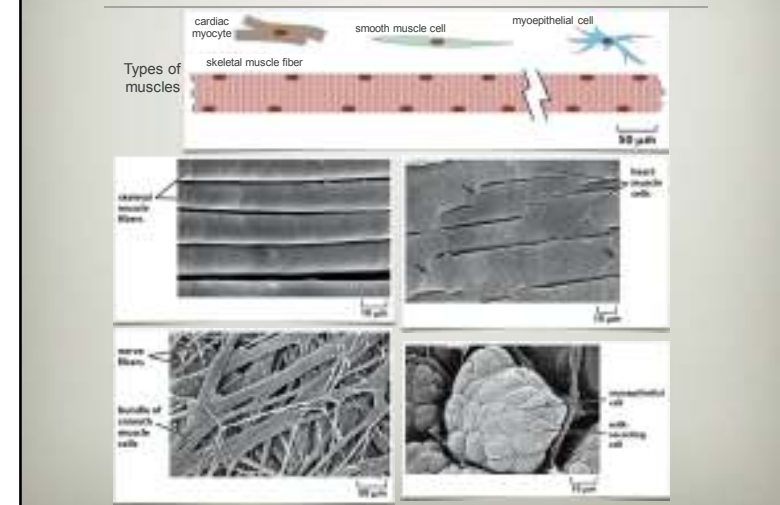 cardiac
myocyte
smooth muscle cell
myoepithelial cell
Types of
muscles
skeletal muscle fiber
50 µm
skeletal
muscle
fibers
heart
muscle
cells
10 µm
10 µm
nerve
fibers
bundle of
smooth
muscle
cells
myoepithelial
cell
milk-
secreting
cell
10 µm